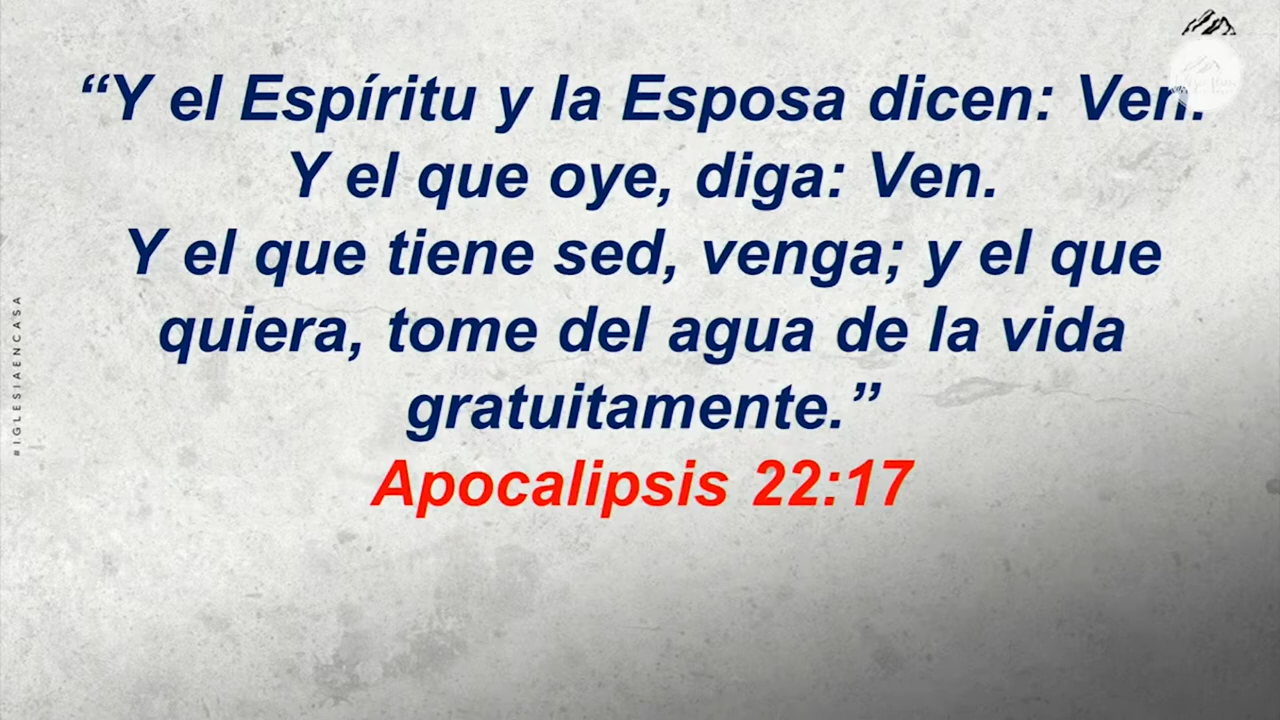 “Y el Espíritu y la Esposa dicen: Ven.
Y el que oye, diga: Ven.
Y el que tiene sed, venga; y el que
quiera, tome del agua de la vida
gratuitamente.”
Apocalipsis 22:17
#IGLESIAENCASA